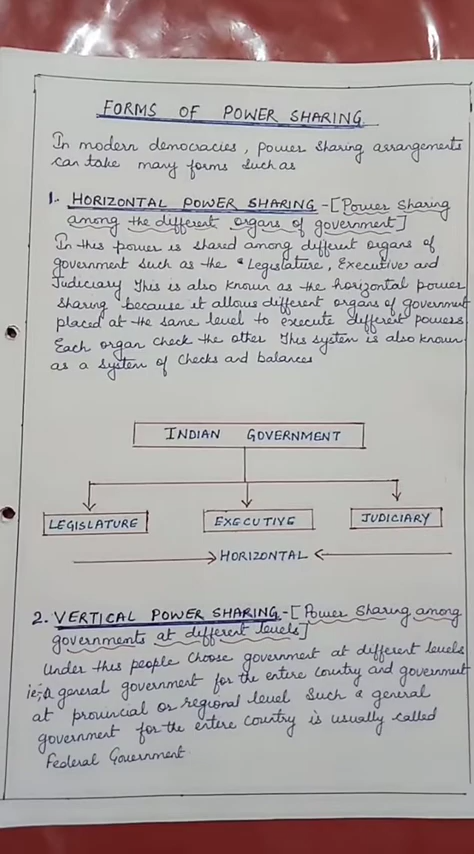 FORMS OF POWER SHARING
In modern democracies, power sharing arrangements
can take many forms such as
1. HORIZONTAL POWER SHARING -[Power sharing
among the different organs of government]
In this power is shared among different organs of
government such as the "Legislature, Executive and
Judiciary This is also known as the horizontal power
sharing because it allows different organs of government
placed at the same level to execute different powers
Each organ check the other This system is also known
as a system of checks and balances
INDIAN GOVERNMENT
LEGISLATURE EXECUTIVE JUDICIARY
HORIZONTAL
2. VERTICAL POWER SHARING -[Power sharing among
governments at different levels]
Under this people choose government at different levels
ie; a general government for the entire country and government
at provincial or regional level such a general
government for the entire country is usually called
Federal Government.